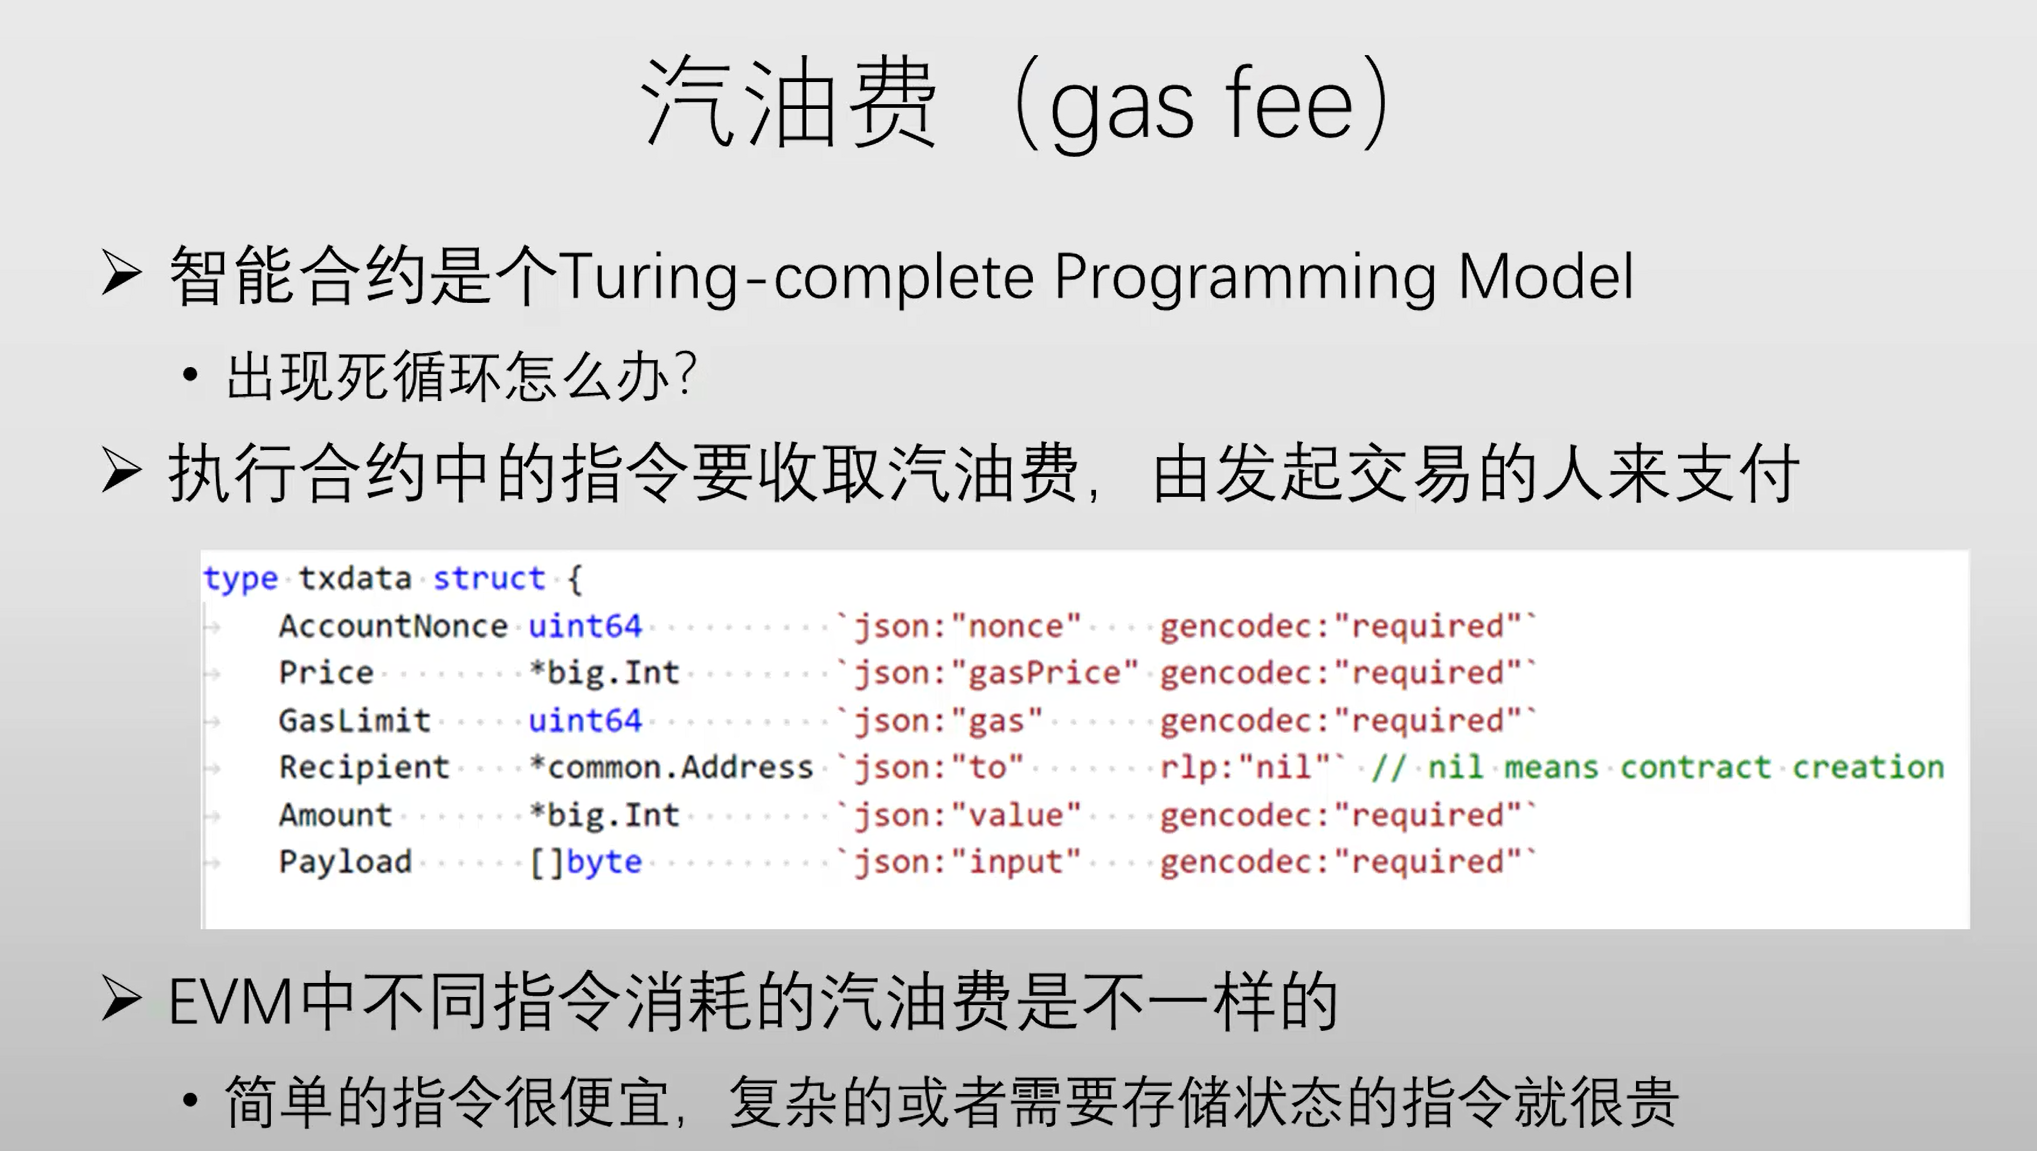 汽油费（gas fee）
智能合约是个Turing-complete Programming Model
出现死循环怎么办?
执行合约中的指令要收取汽油费，由发起交易的人来支付
type txdata struct {
AccountNonce uint64 `json:"nonce" gencodec:"required"`
Price *big.Int `json:"gasPrice" gencodec:"required"`
GasLimit uint64 `json:"gas" gencodec:"required"`
Recipient *common.Address `json:"to" rlp:"nil"` // nil means contract creation
Amount *big.Int `json:"value" gencodec:"required"`
Payload []byte `json:"input" gencodec:"required"`
EVM中不同指令消耗的汽油费是不一样的
简单的指令很便宜，复杂的或者需要存储状态的指令就很贵